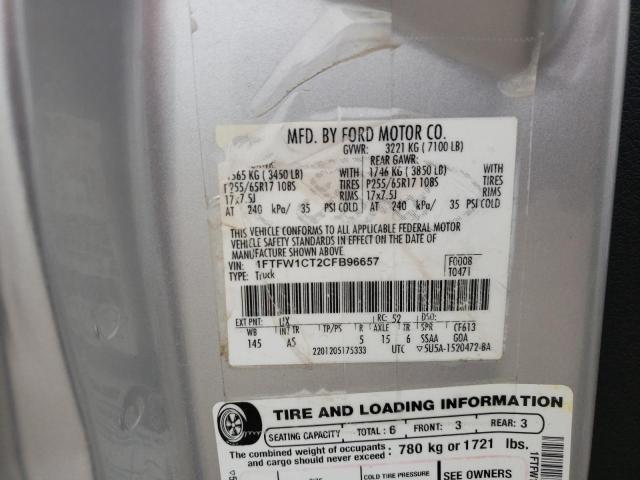 MFD. BY FORD MOTOR CO.
GVWR: 3221 KG ( 7100 LB)
REAR GAWR:
1565 KG ( 3450 LB) WITH 1746 KG ( 3850 LB) WITH
P255/65R17 108S TIRES P255/65R17 108S TIRES
17x7.5J RIMS 17x7.5J RIMS
AT 240 kPa/ 35 PSI COLD AT 240 kPa/ 35 PSI COLD
THIS VEHICLE CONFORMS TO ALL APPLICABLE FEDERAL MOTOR
VEHICLE SAFETY STANDARDS IN EFFECT ON THE DATE OF
MANUFACTURE SHOWN ABOVE.
VIN: 1FTFW1CT2CFB96657 F0008
TYPE: Truck T0471
EXT PNT: UX RC: 52 DSO:
WB INT TR TP/PS R AXLE TR SPR CF613
145 AS 5 15 6 SSAA GOA
2201205175333 UTC ▽5U5A-1520472-BA
TIRE AND LOADING INFORMATION
SEATING CAPACITY TOTAL : 6 FRONT: 3 REAR: 3
The combined weight of occupants and cargo should never exceed: 780 kg or 1721 lbs.
COLD TIRE PRESSURE SEE OWNERS